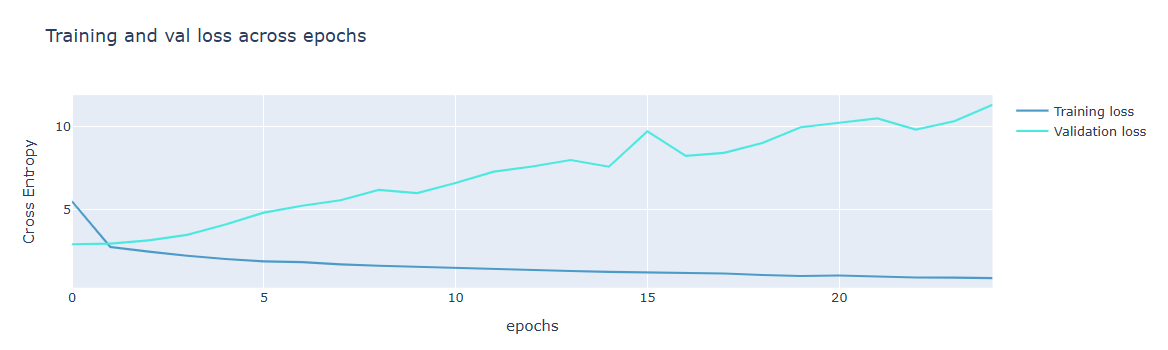 Training and val loss across epochs
Training loss
Validation loss
Cross Entropy
10
5
0
5
10
15
20
epochs